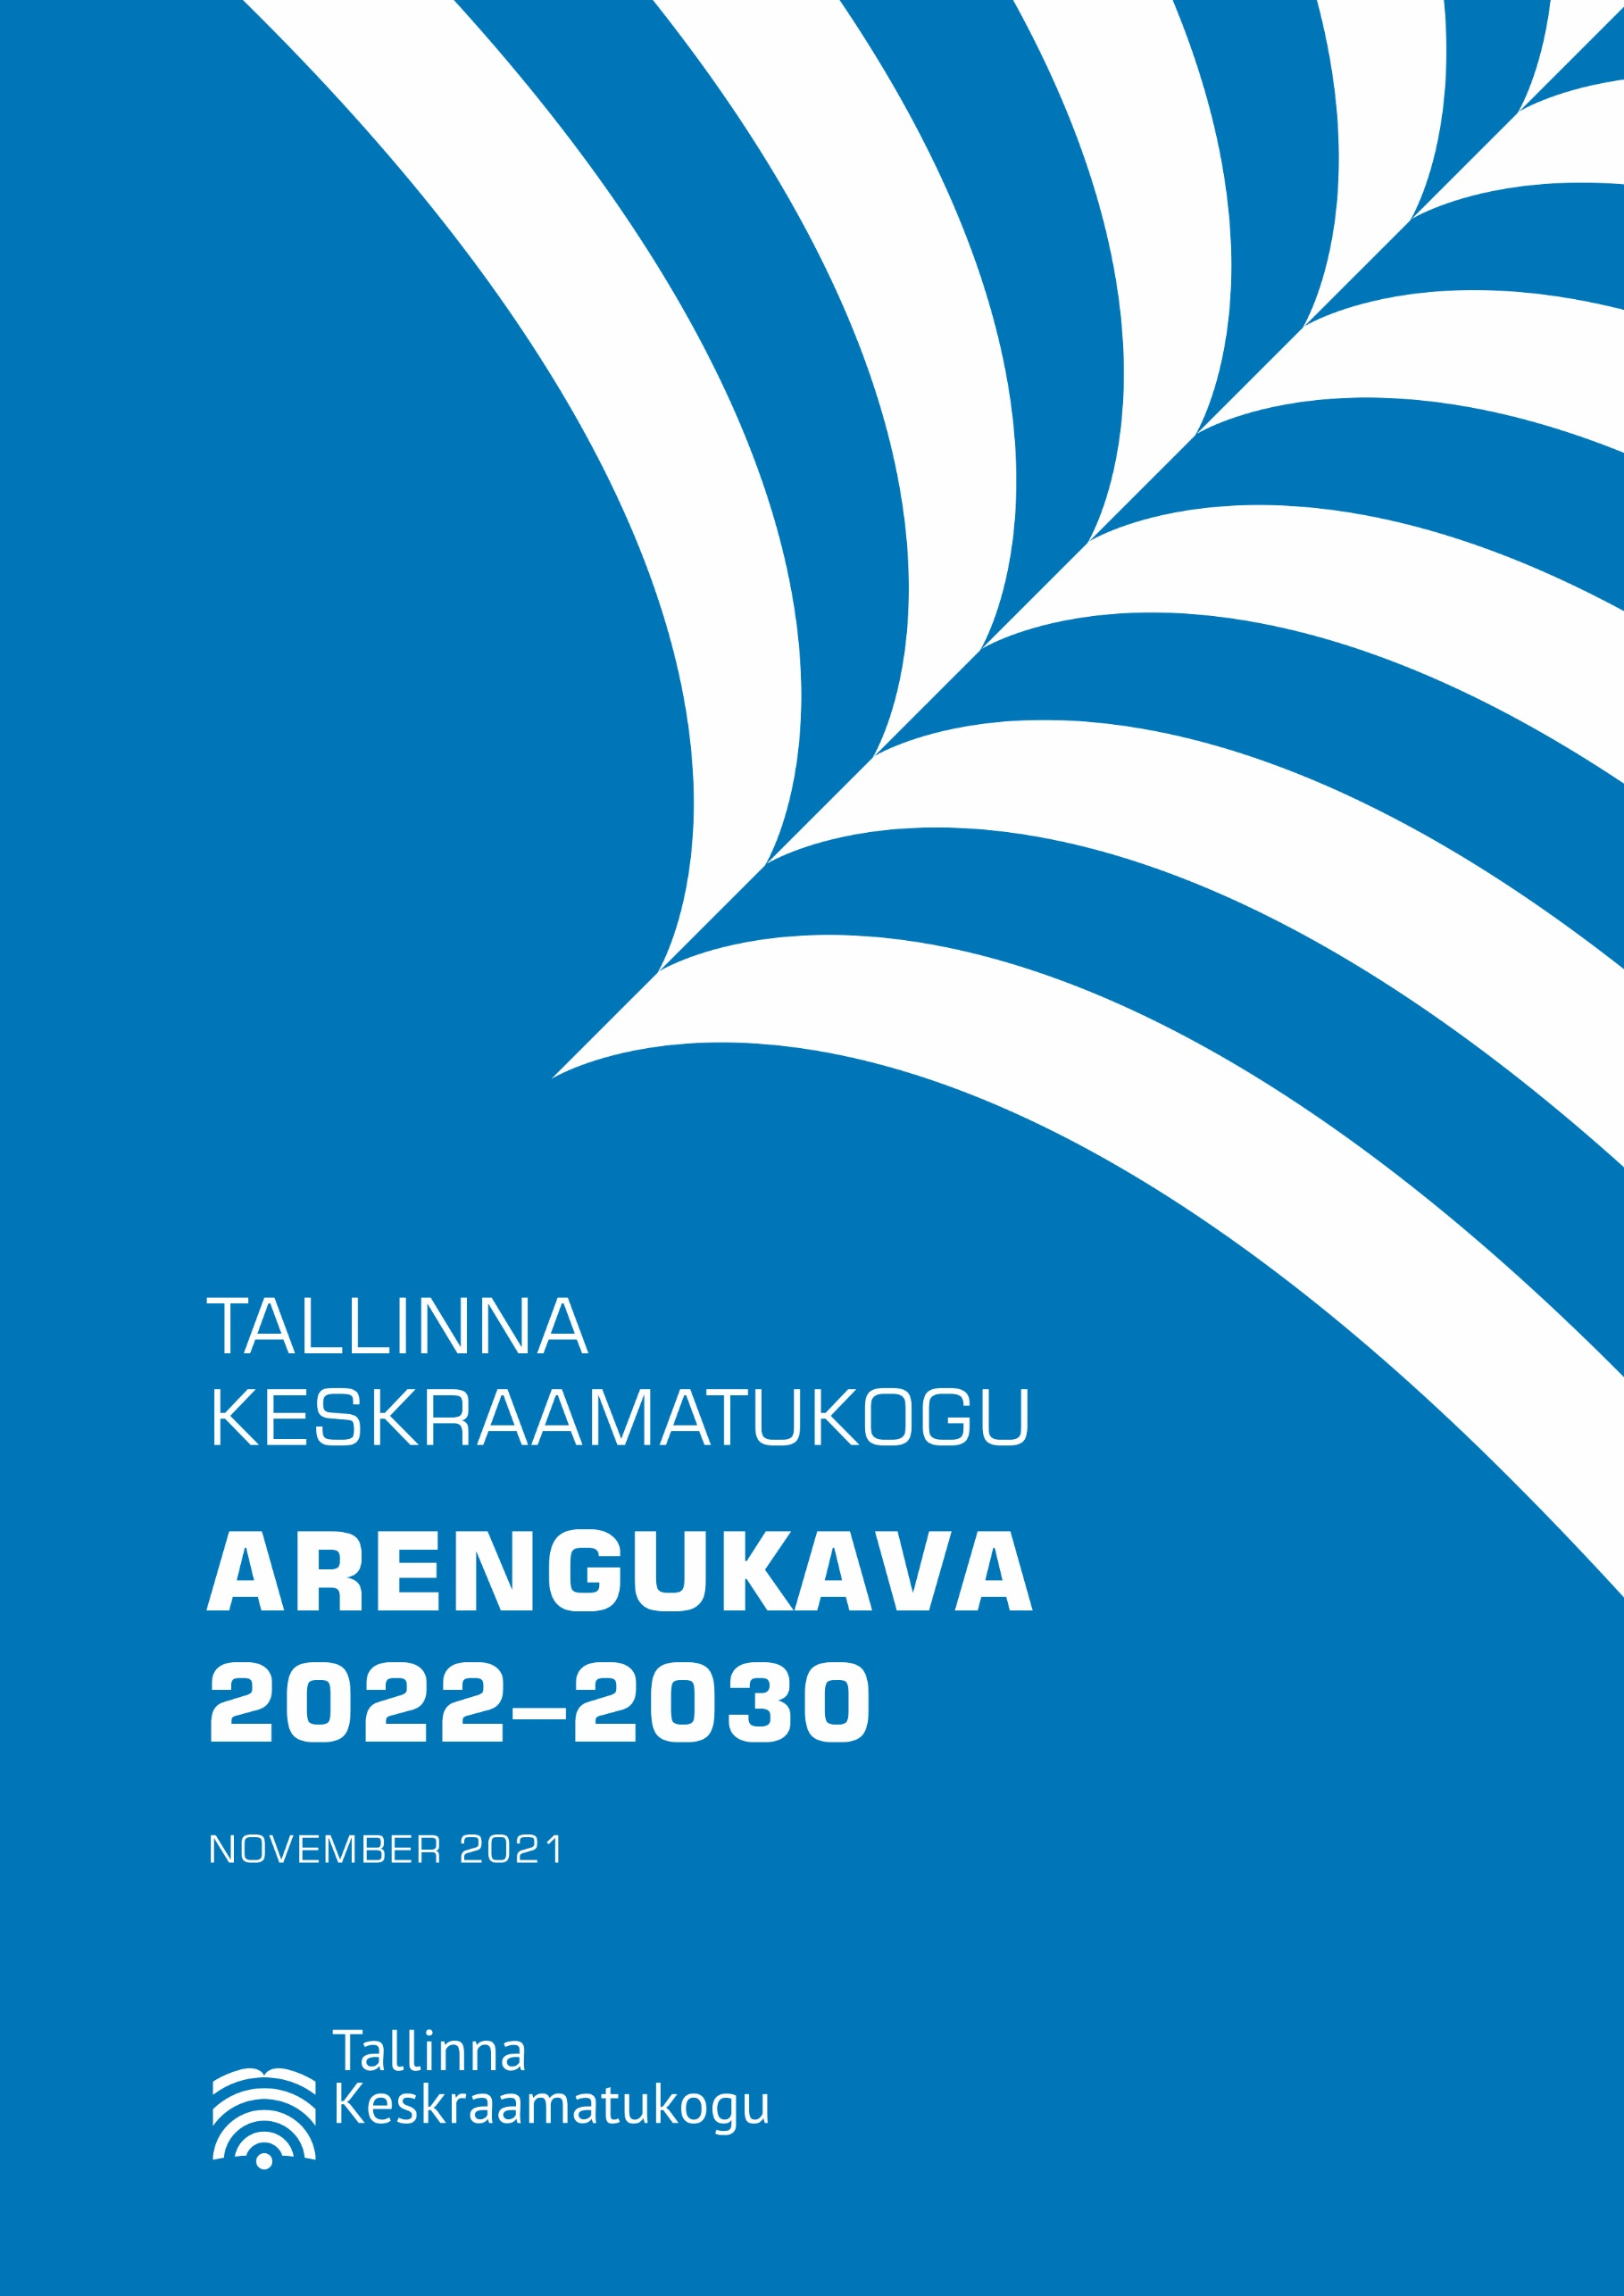 TALLINNA
KESKRAAMATUKOGU
ARENGUKAVA
2022–2030
NOVEMBER 2021
Tallinna
Keskraamatukogu